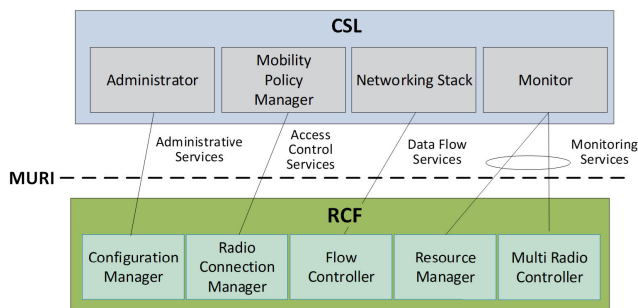 CSL
Administrator
Mobility
Policy
Manager
Networking Stack
Monitor
Administrative
Services
Access
Control
Services
Data Flow
Services
Monitoring
Services
MURI
RCF
Configuration
Manager
Radio
Connection
Manager
Flow
Controller
Resource
Manager
Multi Radio
Controller